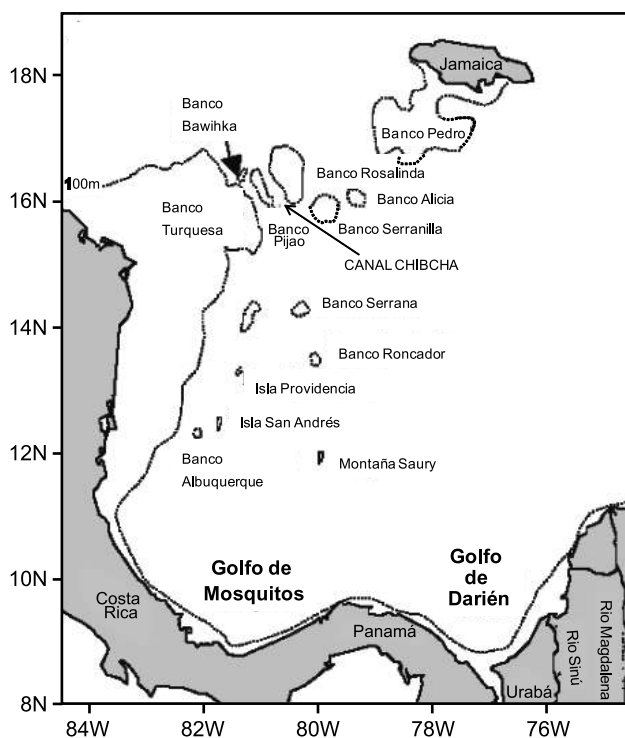 18N
Jamaica
Banco
Bawihka
Banco Pedro
Banco Rosalinda
100m
16N
Banco Alicia
Banco
Turquesa
Banco
Pijao
Banco Serranilla
CANAL CHIBCHA
Banco Serrana
14N
Banco Roncador
Isla Providencia
Isla San Andrés
12N
Banco
Albuquerque
Montaña Saury
Golfo de
Mosquitos
Golfo
de
Darién
10N
Costa
Rica
Panamá
Rio Sinú
Rio Magdalena
Urabá
8N
84W
82W
80W
78W
76W